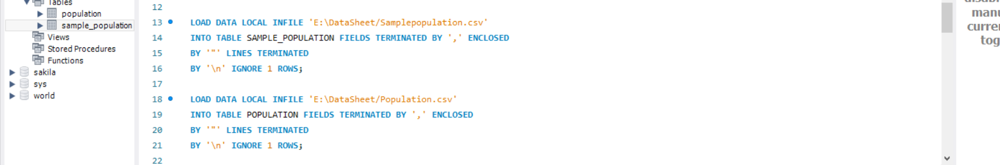 Tables
population
sample_population
Views
Stored Procedures
Functions
sakila
sys
world
12
13 LOAD DATA LOCAL INFILE 'E:\DataSheet/Samplepopulation.csv'
14 INTO TABLE SAMPLE_POPULATION FIELDS TERMINATED BY ',' ENCLOSED
15 BY '"' LINES TERMINATED
16 BY '\n' IGNORE 1 ROWS;
17
18 LOAD DATA LOCAL INFILE 'E:\DataSheet/Population.csv'
19 INTO TABLE POPULATION FIELDS TERMINATED BY ',' ENCLOSED
20 BY '"' LINES TERMINATED
21 BY '\n' IGNORE 1 ROWS;
22
manu
curre
tog